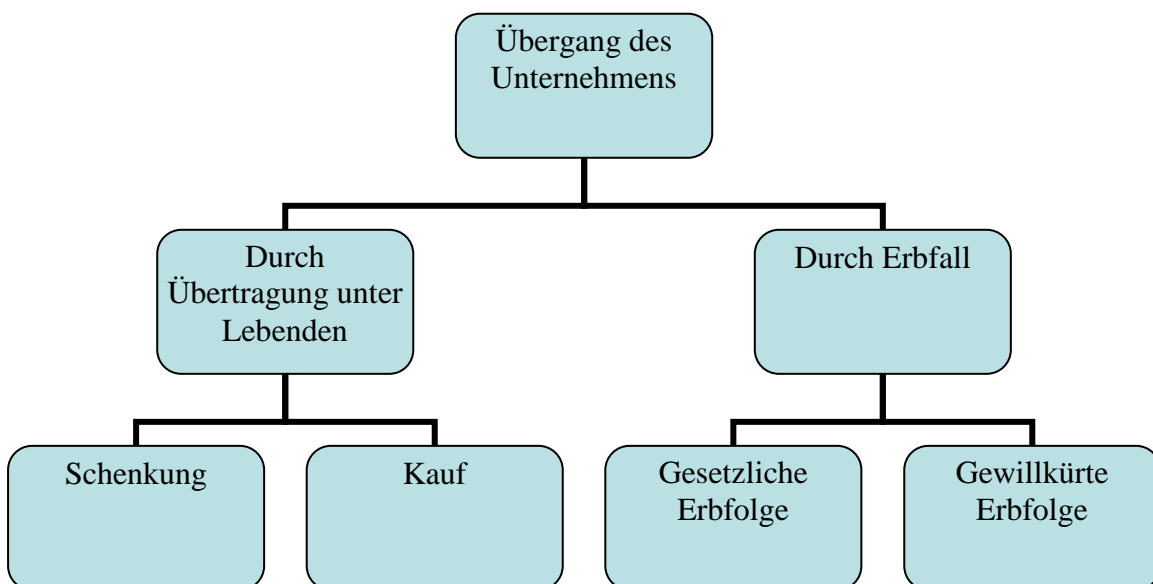 Übergang des
Unternehmens
Durch
Übertragung unter
Lebenden
Durch Erbfall
Schenkung
Kauf
Gesetzliche
Erbfolge
Gewillkürte
Erbfolge